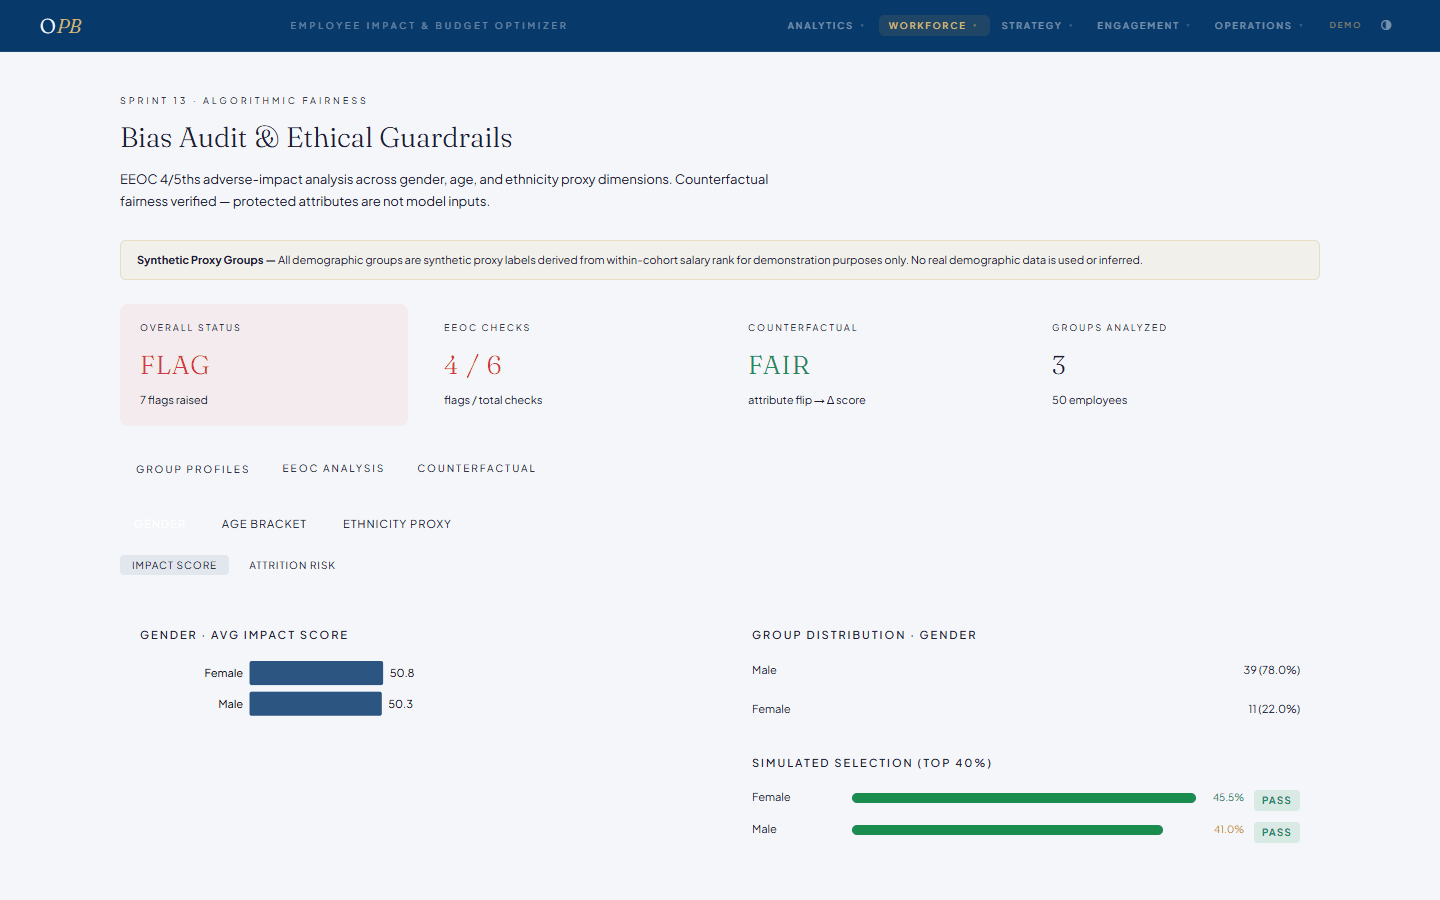 OPB
EMPLOYEE IMPACT & BUDGET OPTIMIZER
ANALYTICS
WORKFORCE
STRATEGY
ENGAGEMENT
OPERATIONS
DEMO
SPRINT 13 · ALGORITHMIC FAIRNESS
Bias Audit & Ethical Guardrails
EEOC 4/5ths adverse-impact analysis across gender, age, and ethnicity proxy dimensions. Counterfactual
fairness verified — protected attributes are not model inputs.
Synthetic Proxy Groups — All demographic groups are synthetic proxy labels derived from within-cohort salary rank for demonstration purposes only. No real demographic data is used or inferred.
OVERALL STATUS
FLAG
7 flags raised
EEOC CHECKS
4 / 6
flags / total checks
COUNTERFACTUAL
FAIR
attribute flip → Δ score
GROUPS ANALYZED
3
50 employees
GROUP PROFILES
EEOC ANALYSIS
COUNTERFACTUAL
GENDER
AGE BRACKET
ETHNICITY PROXY
IMPACT SCORE
ATTRITION RISK
GENDER · AVG IMPACT SCORE
Female 50.8
Male 50.3
GROUP DISTRIBUTION · GENDER
Male 39 (78.0%)
Female 11 (22.0%)
SIMULATED SELECTION (TOP 40%)
Female 45.5% PASS
Male 41.0% PASS